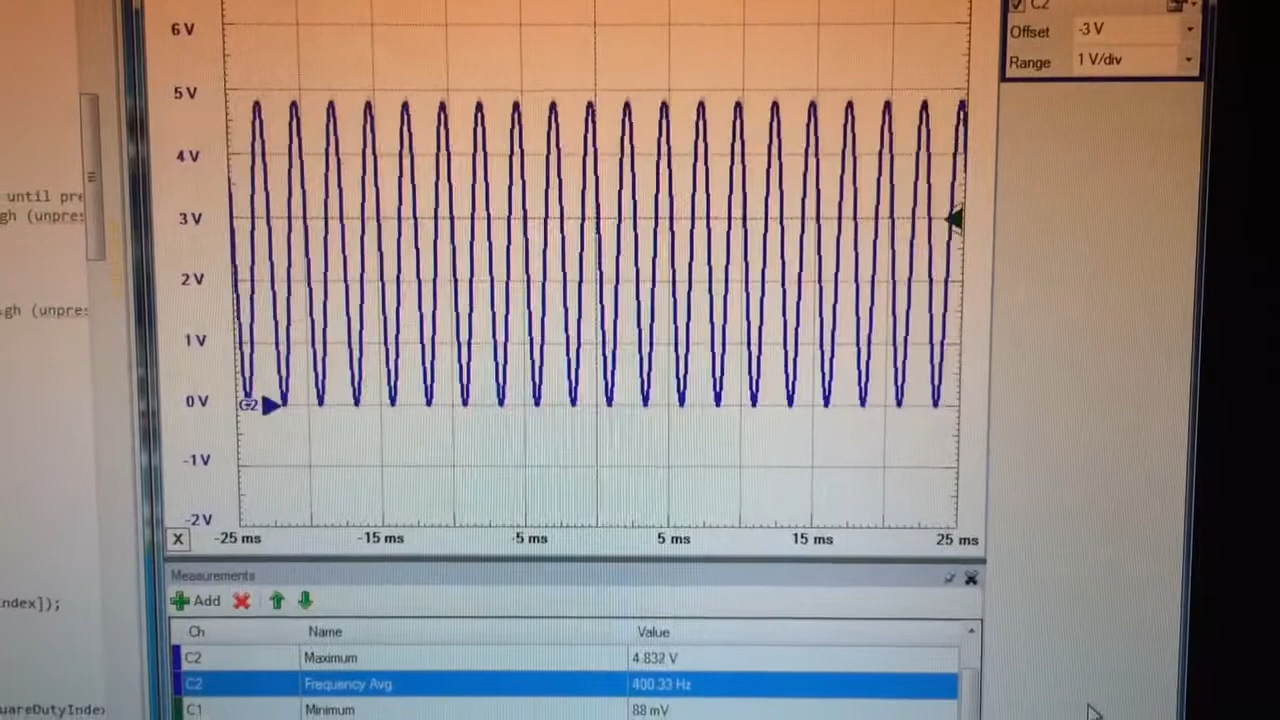 C2
6 V
Offset -3 V
Range 1 V/div
5 V
4 V
until pre
gh (unpres
3 V
2 V
gh (unpres
1 V
0 V
C2
-1 V
-2 V
X -25 ms -15 ms -5 ms 5 ms 15 ms 25 ms
Measurements
Add
ndex]);
Ch Name Value
C2 Maximum 4.832 V
C2 Frequency Avg 400.33 Hz
C1 Minimum 88 mV
uareDutyIndex